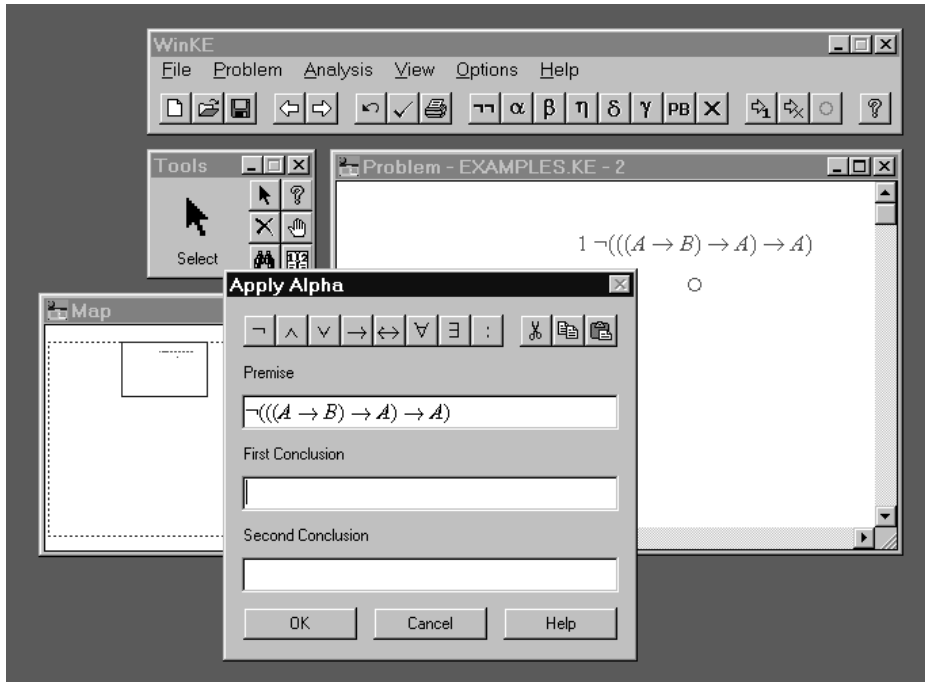 WinKE
File Problem Analysis View Options Help
¬¬ α β η δ γ PB
Tools
Select
Problem - EXAMPLES.KE - 2
1 ¬(((A → B) → A) → A)
Map
Apply Alpha
¬ ∧ ∨ → ↔ ∀ ∃ :
Premise
¬(((A → B) → A) → A)
First Conclusion
Second Conclusion
OK Cancel Help